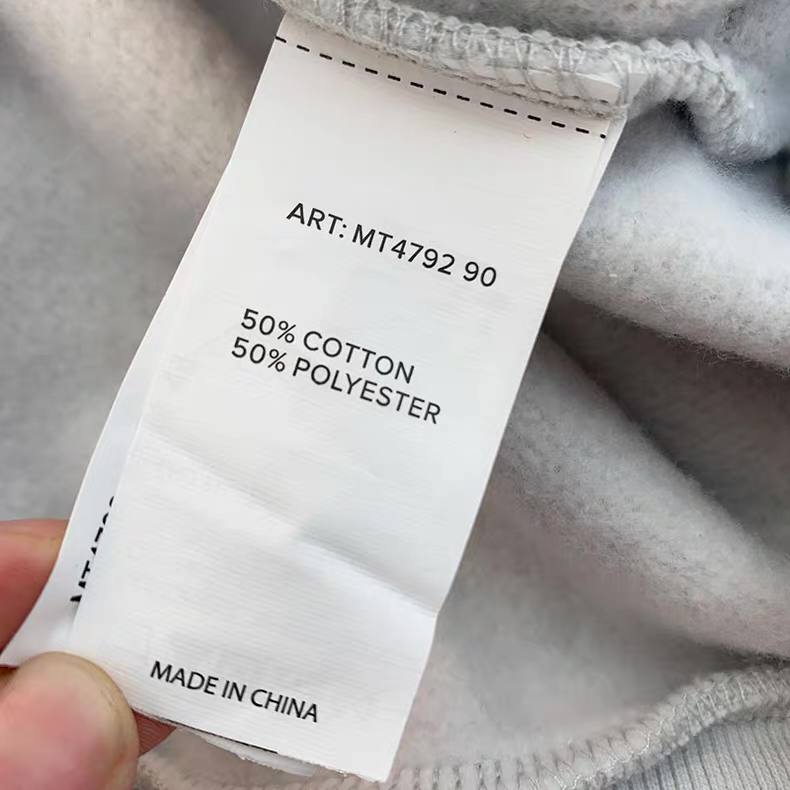 ART: MT4792 90
50% COTTON
50% POLYESTER
MADE IN CHINA